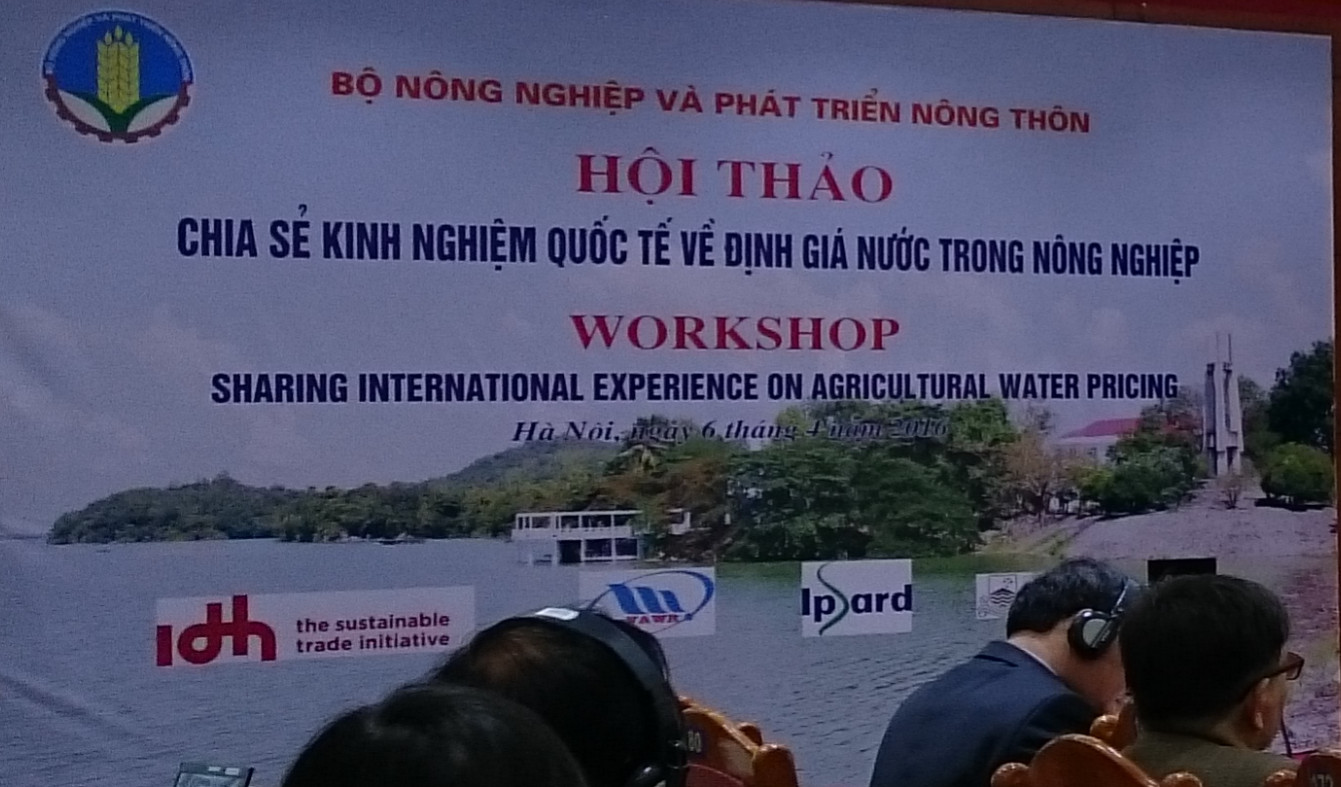 BỘ NÔNG NGHIỆP VÀ PHÁT TRIỂN NÔNG THÔN
HỘI THẢO
CHIA SẺ KINH NGHIỆM QUỐC TẾ VỀ ĐỊNH GIÁ NƯỚC TRONG NÔNG NGHIỆP
WORKSHOP
SHARING INTERNATIONAL EXPERIENCE ON AGRICULTURAL WATER PRICING
Hà Nội, ngày 6 tháng 4 năm 2016
idh the sustainable
trade initiative
Ipsard
80